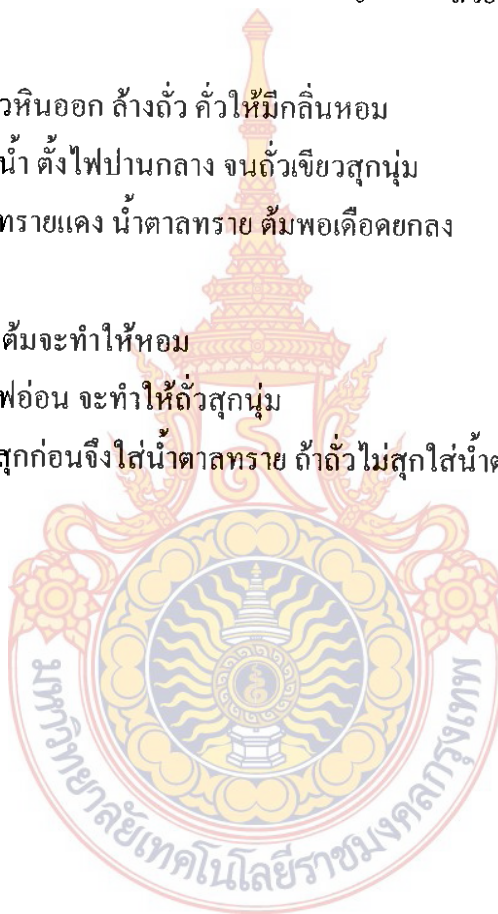 วหินออก ล้างถั่ว คั่วให้มีกลิ่นหอม
น้ำ ตั้งไฟปานกลาง จนถั่วเขียวสุกนุ่ม
ทรายแดง น้ำตาลทราย ต้มพอเดือดยกลง
ต้มจะทำให้หอม
ฟอ่อน จะทำให้ถั่วสุกนุ่ม
สุกก่อนจึงใส่น้ำตาลทราย ถ้าถั่วไม่สุกใส่น้ำต
มหาวิทยาลัยเทคโนโลยีราชมงคลกรุงเทพ